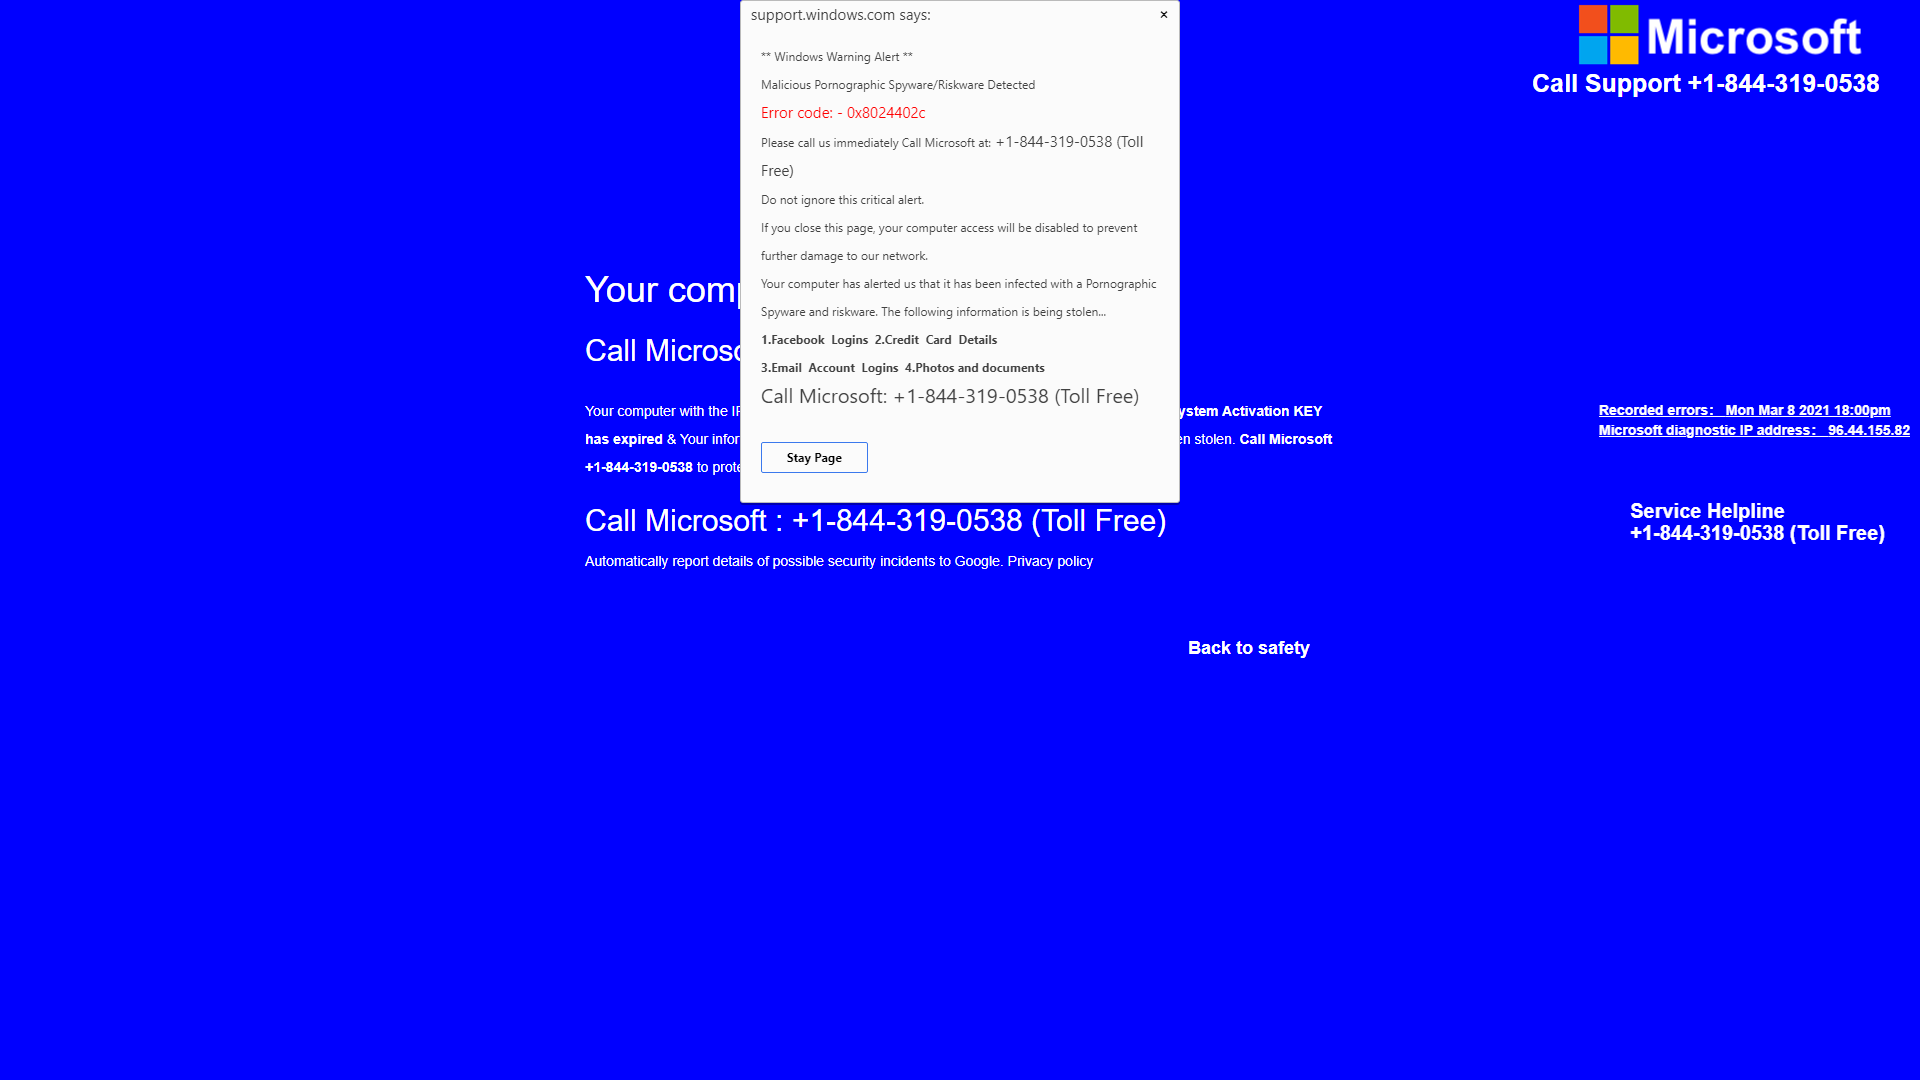 support.windows.com says:
×
** Windows Warning Alert **
Malicious Pornographic Spyware/Riskware Detected
Error code: - 0x8024402c
Please call us immediately Call Microsoft at: +1-844-319-0538 (Toll
Free)
Do not ignore this critical alert.
If you close this page, your computer access will be disabled to prevent
further damage to our network.
Your computer has alerted us that it has been infected with a Pornographic
Spyware and riskware. The following information is being stolen...
1.Facebook Logins 2.Credit Card Details
3.Email Account Logins 4.Photos and documents
Call Microsoft: +1-844-319-0538 (Toll Free)
Stay Page
Microsoft
Call Support +1-844-319-0538
Your
Call
Your computer with the ystem Activation KEY
has expired & Your en stolen. Call Microsoft
+1-844-319-0538 to
Call Microsoft : +1-844-319-0538 (Toll Free)
Automatically report details of possible security incidents to Google. Privacy policy
Back to safety
Recorded errors: Mon Mar 8 2021 18:00pm
Microsoft diagnostic IP address: 96.44.155.82
Service Helpline
+1-844-319-0538 (Toll Free)